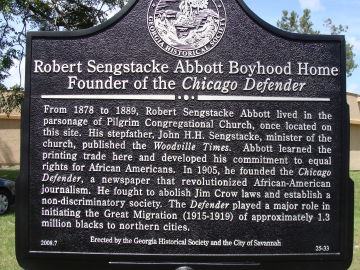 GEORGIA HISTORICAL SOCIETY
Robert Sengstacke Abbott Boyhood Home
Founder of the Chicago Defender
From 1878 to 1889, Robert Sengstacke Abbott lived in the
parsonage of Pilgrim Congregational Church, once located on
this site. His stepfather, John H.H. Sengstacke, minister of the
church, published the Woodville Times. Abbott learned the
printing trade here and developed his commitment to equal
rights for African Americans. In 1905, he founded the Chicago
Defender, a newspaper that revolutionized African-American
journalism. He fought to abolish Jim Crow laws and establish a
non-discriminatory society. The Defender played a major role in
initiating the Great Migration (1915-1919) of approximately 1.3
million blacks to northern cities.
2008.7 Erected by the Georgia Historical Society and the City of Savannah 25-33